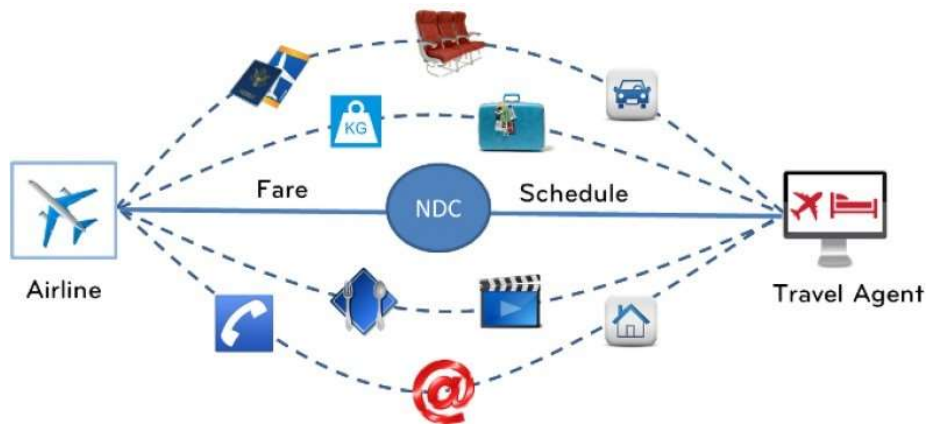 KG
Fare
NDC
Schedule
Airline
Travel Agent
@